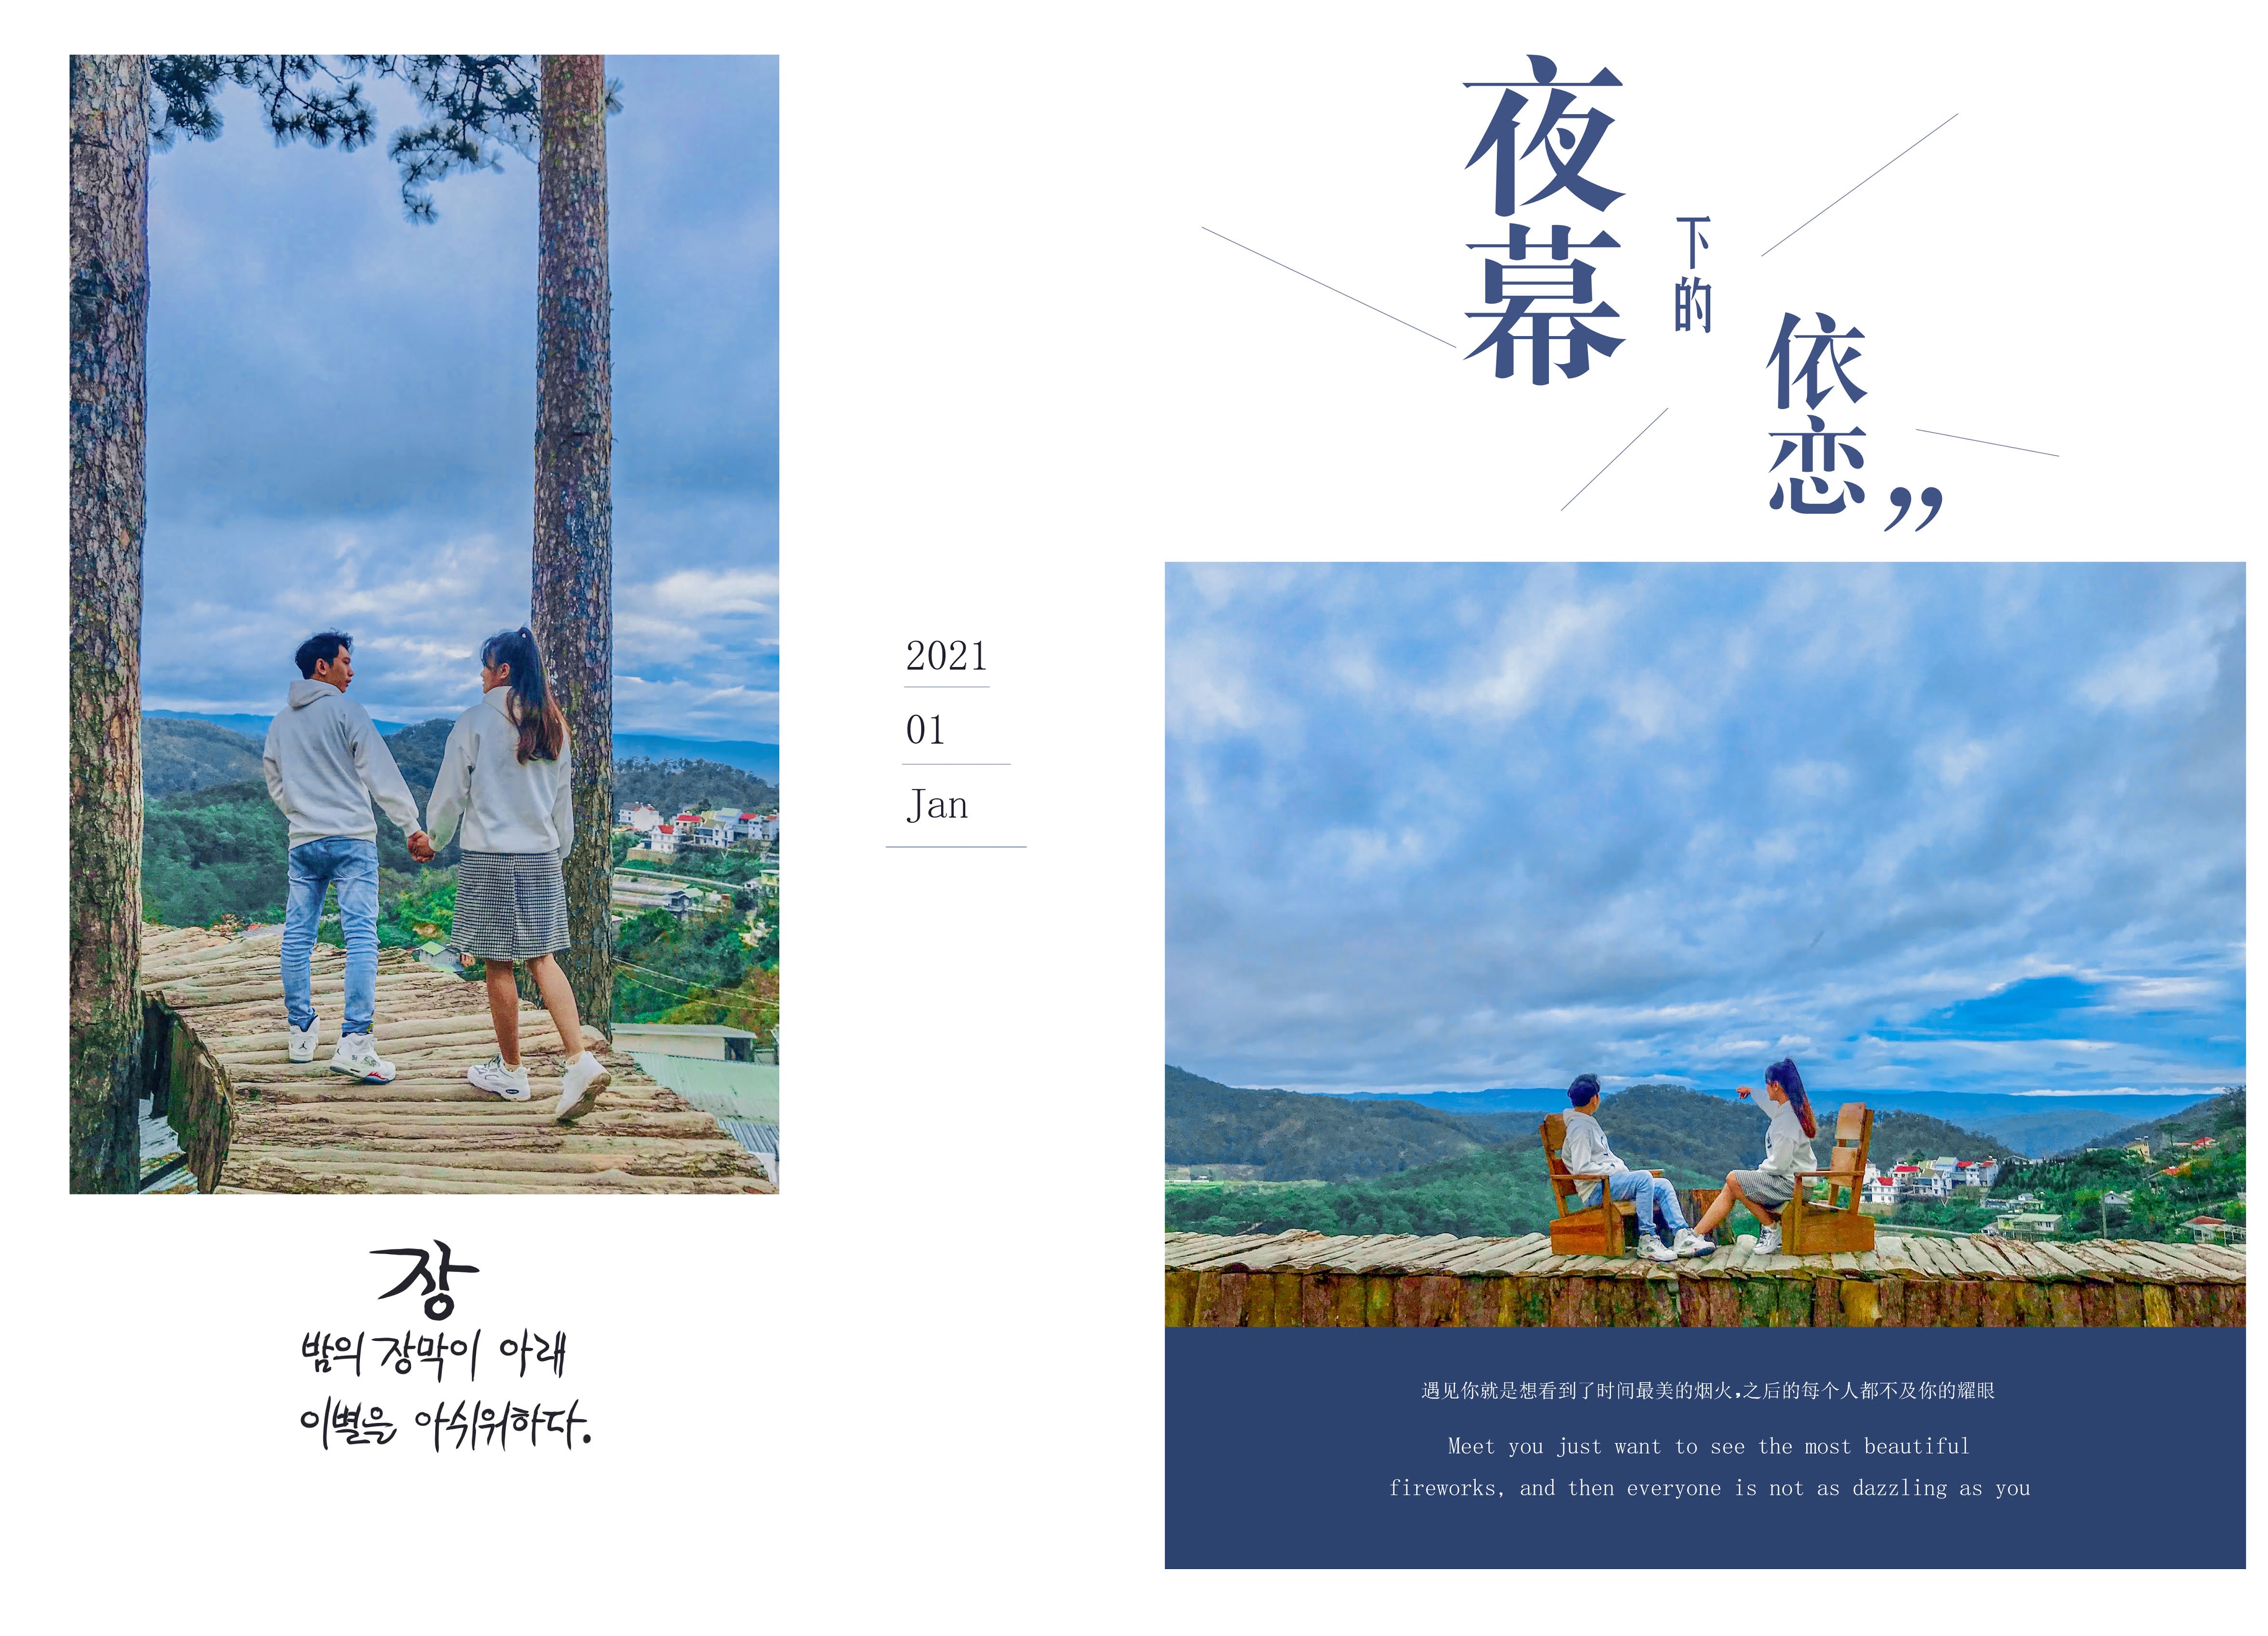 장
밤의 장막이 아래
이별을 아쉬워하다.
2021
01
Jan
夜幕
下的
依恋”
遇见你就是想看到了时间最美的烟火,之后的每个人都不及你的耀眼
Meet you just want to see the most beautiful
fireworks, and then everyone is not as dazzling as you